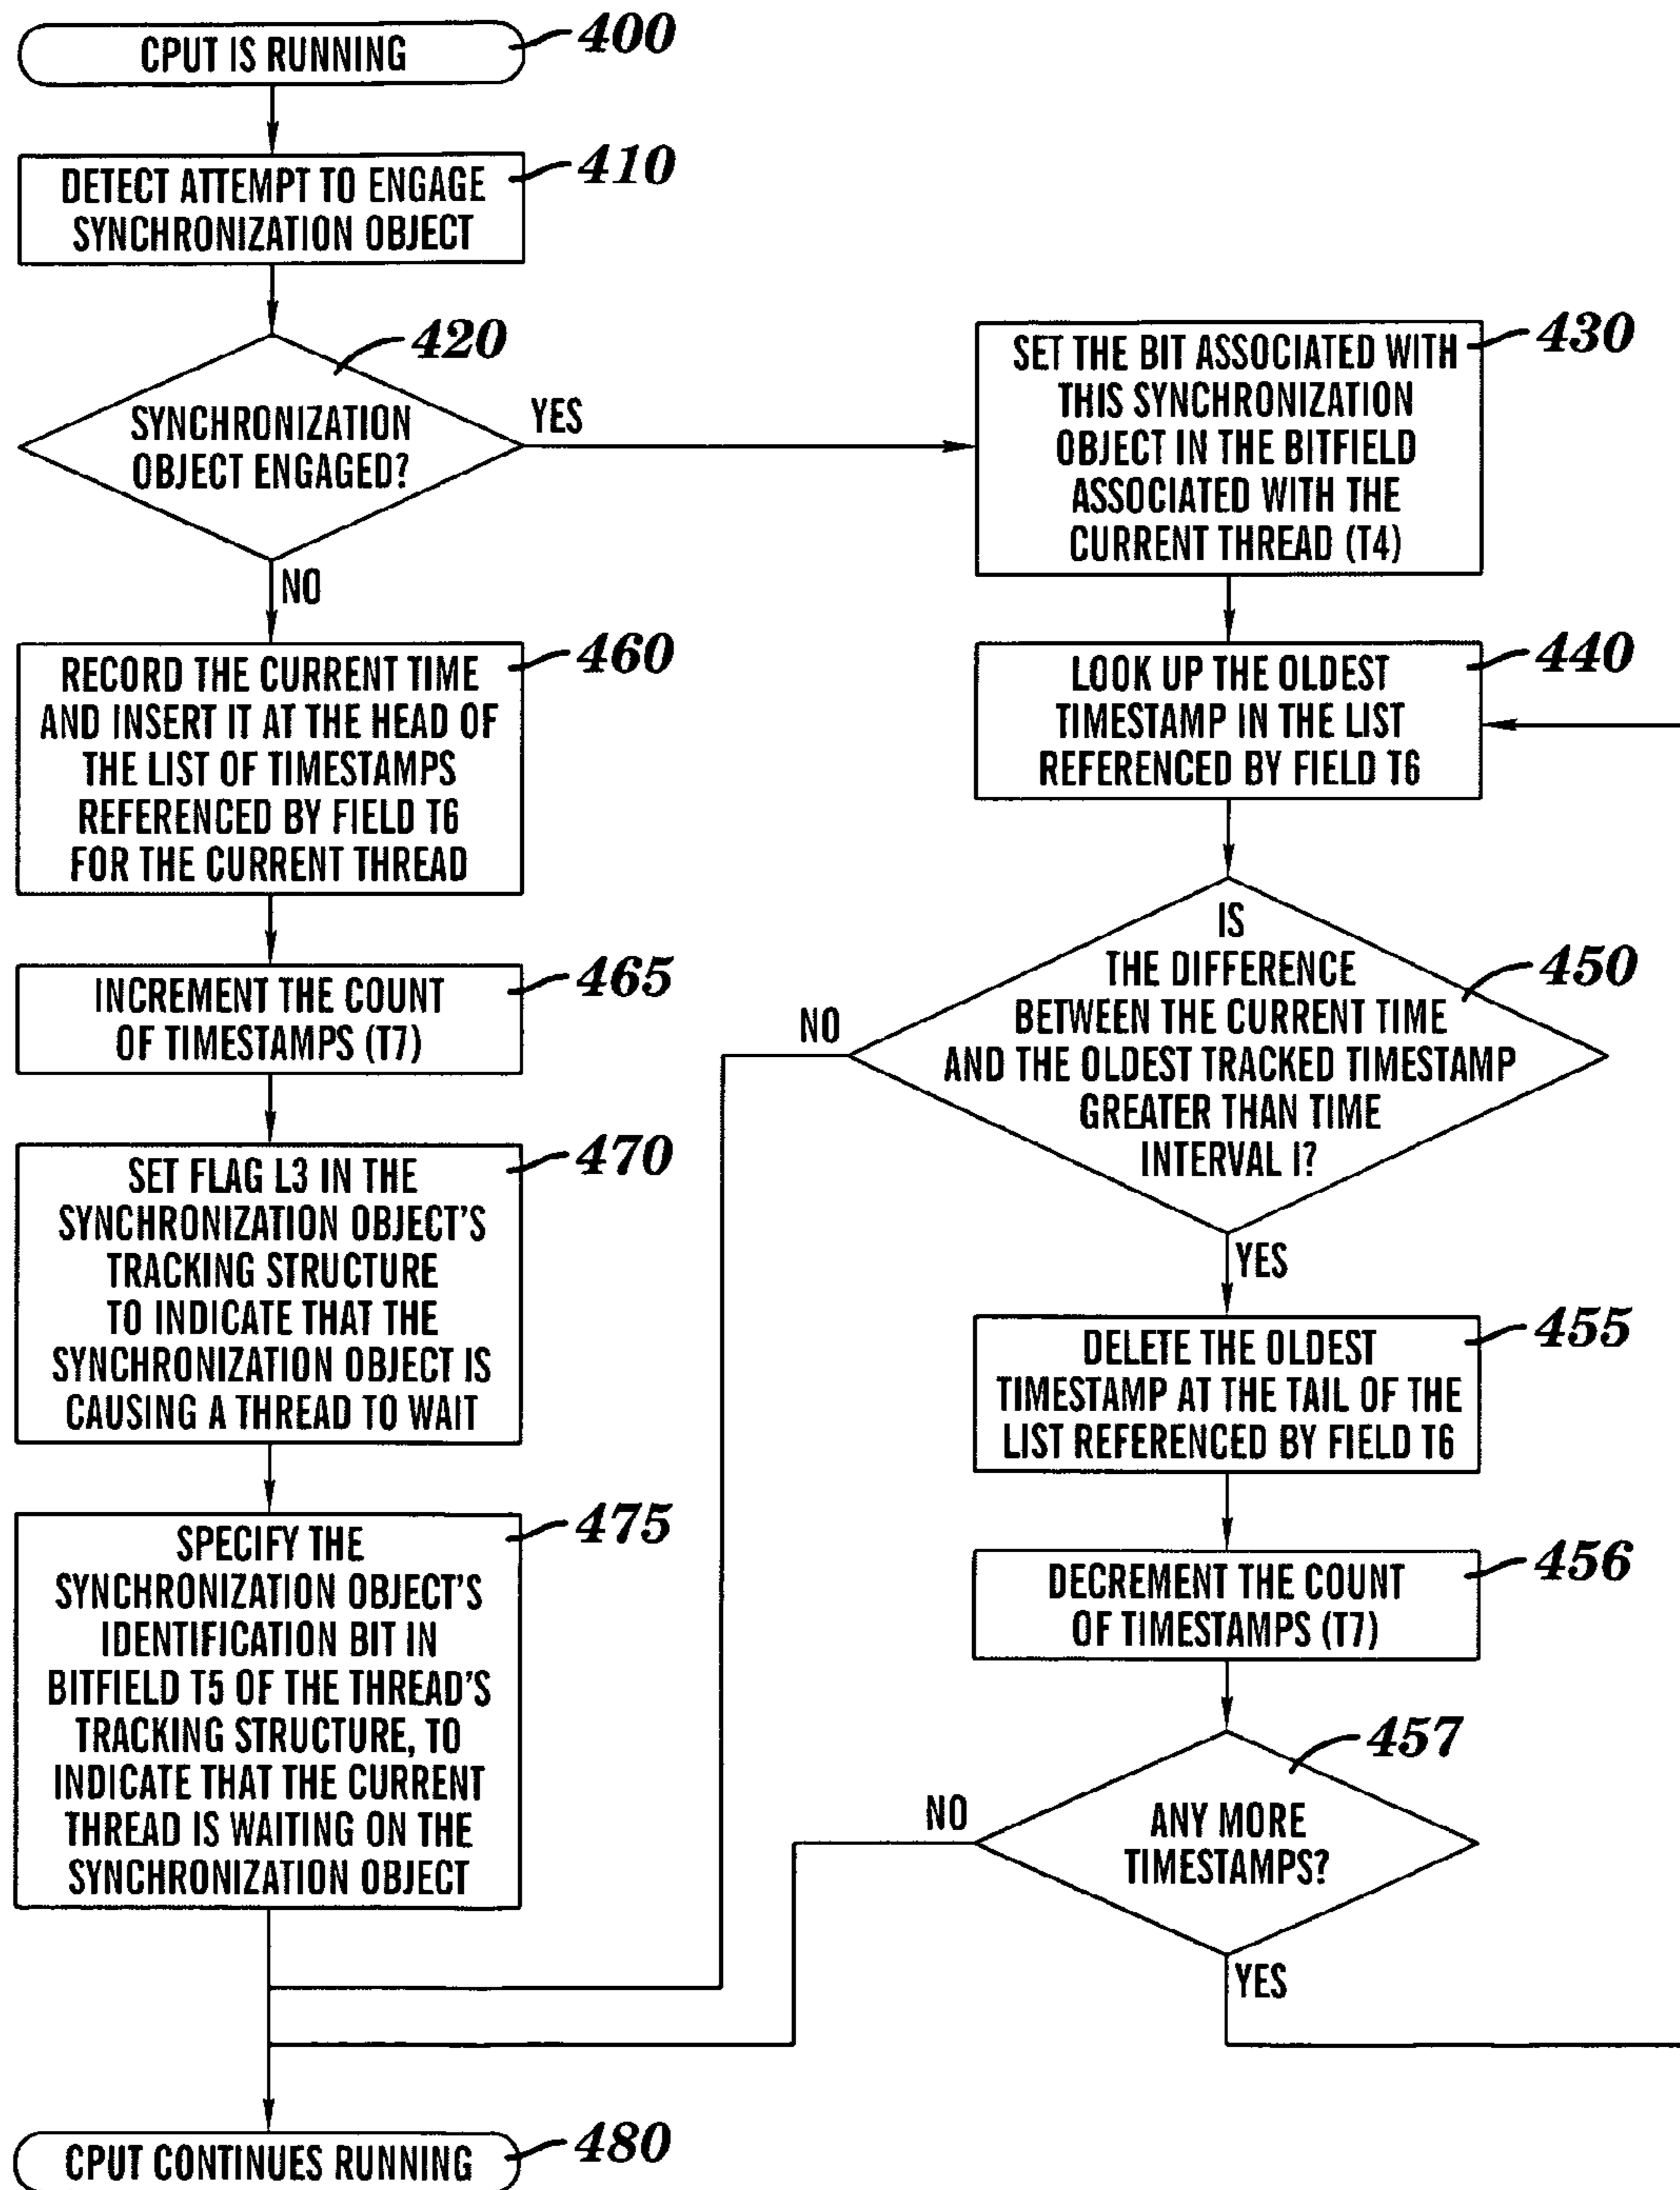 CPUT IS RUNNING
400
DETECT ATTEMPT TO ENGAGE
SYNCHRONIZATION OBJECT
410
SYNCHRONIZATION
OBJECT ENGAGED?
420
YES
NO
SET THE BIT ASSOCIATED WITH
THIS SYNCHRONIZATION
OBJECT IN THE BITFIELD
ASSOCIATED WITH THE
CURRENT THREAD (T4)
430
RECORD THE CURRENT TIME
AND INSERT IT AT THE HEAD OF
THE LIST OF TIMESTAMPS
REFERENCED BY FIELD T6
FOR THE CURRENT THREAD
460
LOOK UP THE OLDEST
TIMESTAMP IN THE LIST
REFERENCED BY FIELD T6
440
INCREMENT THE COUNT
OF TIMESTAMPS (T7)
465
IS
THE DIFFERENCE
BETWEEN THE CURRENT TIME
AND THE OLDEST TRACKED TIMESTAMP
GREATER THAN TIME
INTERVAL I?
450
NO
YES
SET FLAG L3 IN THE
SYNCHRONIZATION OBJECT'S
TRACKING STRUCTURE
TO INDICATE THAT THE
SYNCHRONIZATION OBJECT IS
CAUSING A THREAD TO WAIT
470
DELETE THE OLDEST
TIMESTAMP AT THE TAIL OF THE
LIST REFERENCED BY FIELD T6
455
SPECIFY THE
SYNCHRONIZATION OBJECT'S
IDENTIFICATION BIT IN
BITFIELD T5 OF THE THREAD'S
TRACKING STRUCTURE, TO
INDICATE THAT THE CURRENT
THREAD IS WAITING ON THE
SYNCHRONIZATION OBJECT
475
DECREMENT THE COUNT
OF TIMESTAMPS (T7)
456
ANY MORE
TIMESTAMPS?
457
NO
YES
CPUT CONTINUES RUNNING
480